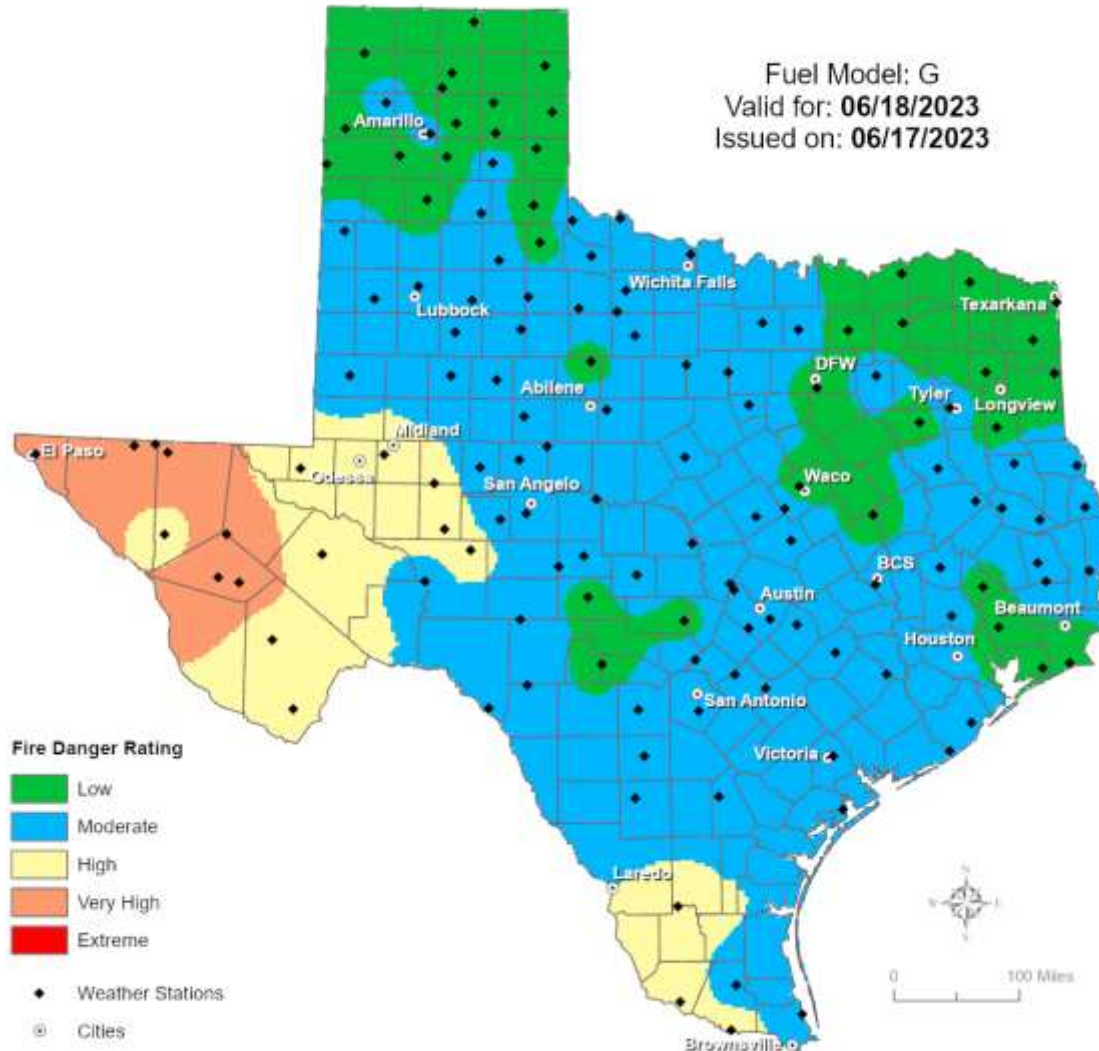 Fuel Model: G
Valid for: 06/18/2023
Issued on: 06/17/2023
Amarillo
Wichita Falls
Lubbock
Texarkana
DFW
Abilene
Tyler
Longview
Midland
El Paso
Odessa
San Angelo
Waco
BCS
Austin
Beaumont
Houston
San Antonio
Victoria
Laredo
Brownsville
Fire Danger Rating
Low
Moderate
High
Very High
Extreme
Weather Stations
Cities
N
W E
S
0 100 Miles